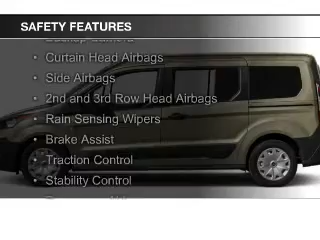 SAFETY FEATURES
• Curtain Head Airbags
• Side Airbags
• 2nd and 3rd Row Head Airbags
• Rain Sensing Wipers
• Brake Assist
• Traction Control
• Stability Control